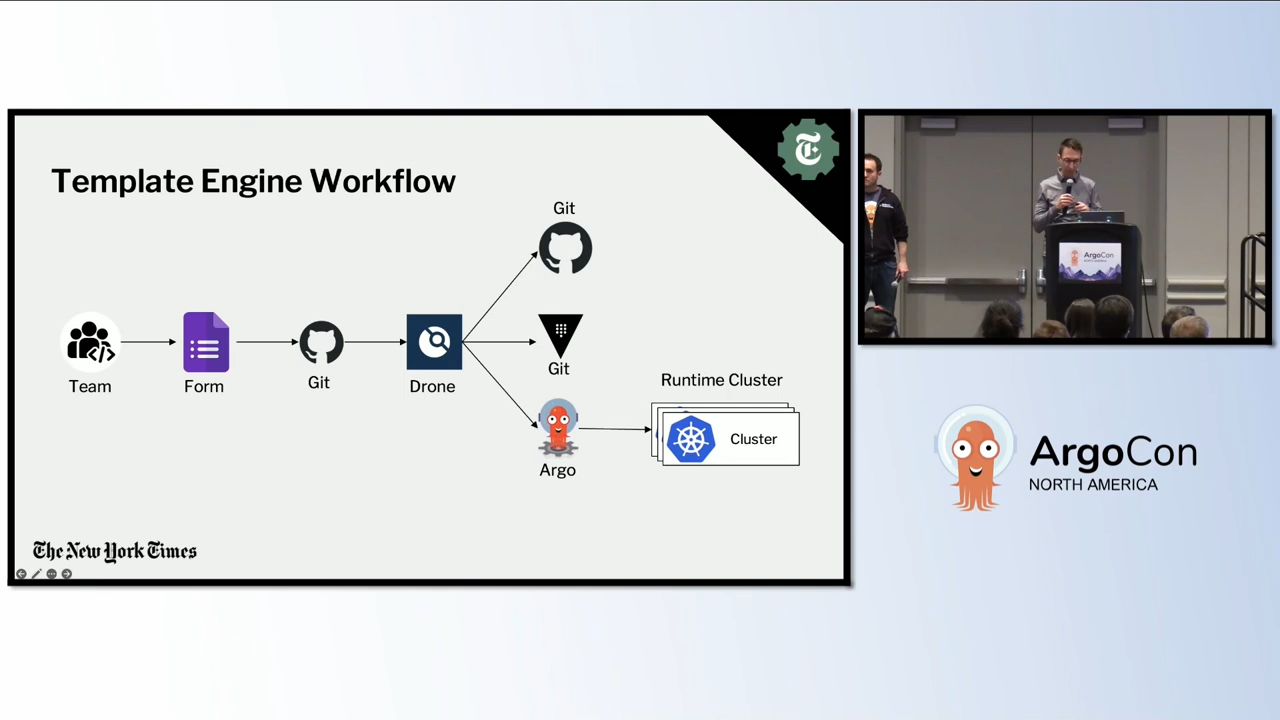 Template Engine Workflow
Git
Team
Form
Git
Drone
Git
Argo
Runtime Cluster
Cluster
The New York Times
ArgoCon
ArgoCon
NORTH AMERICA